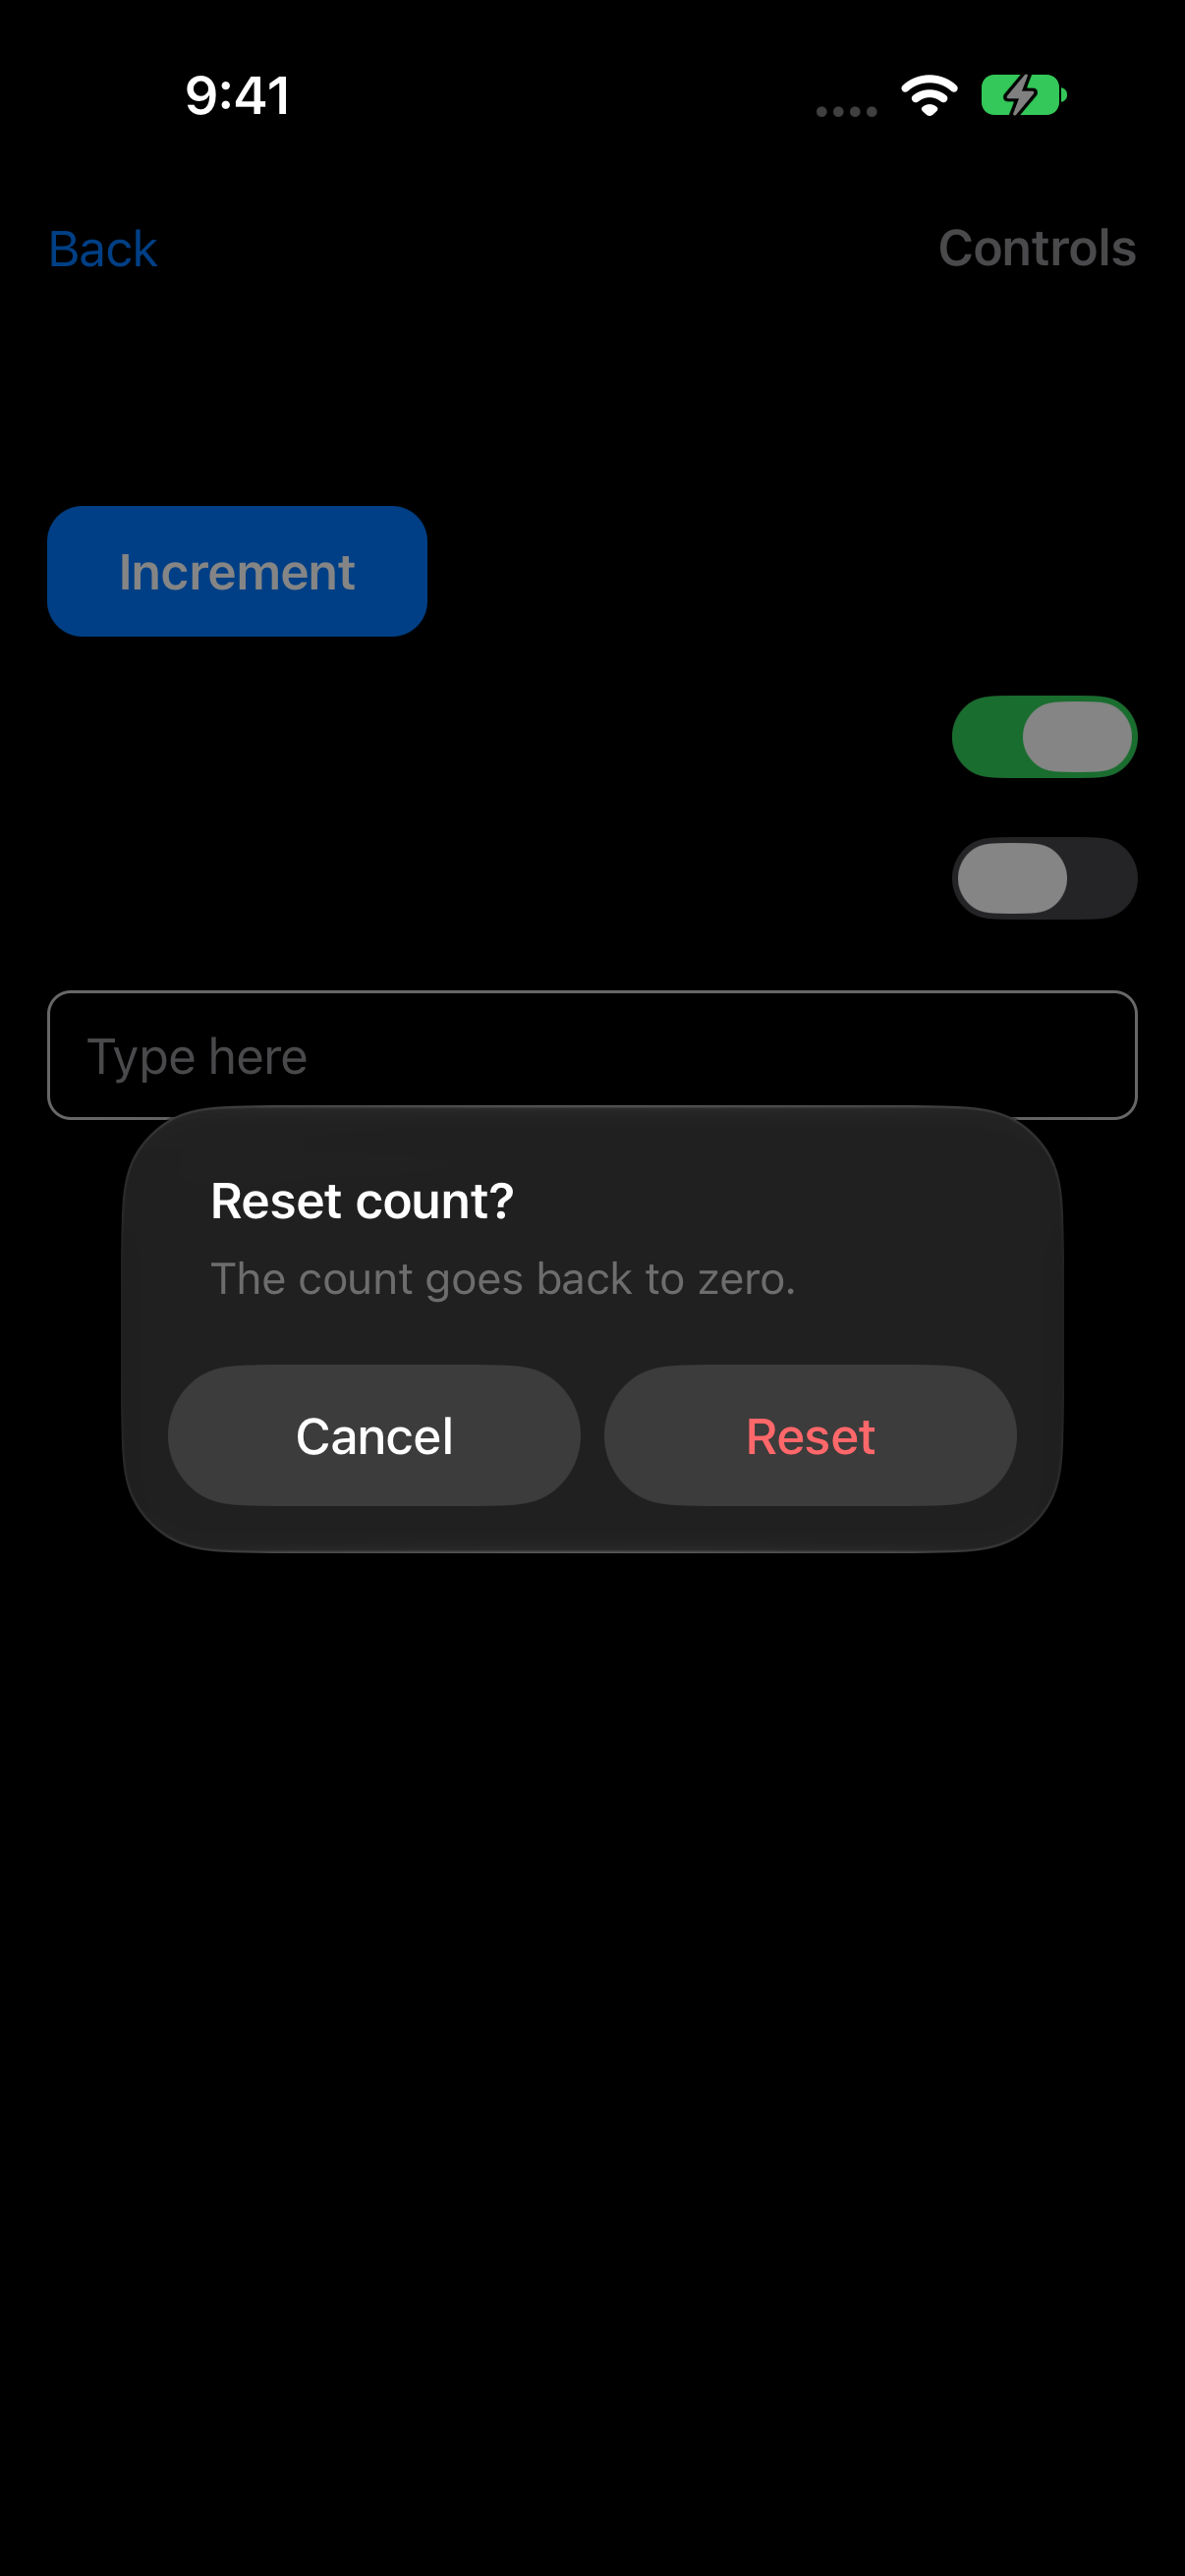 9:41
Back
Controls
Increment
Type here
Reset count?
The count goes back to zero.
Cancel
Reset